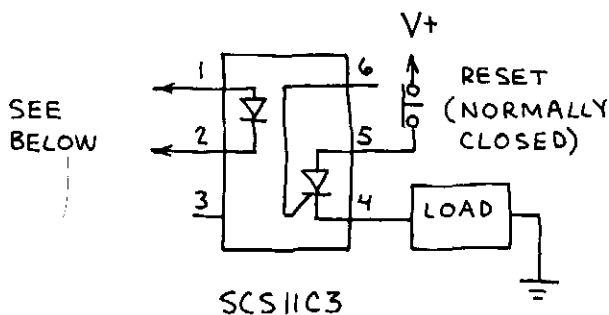 V+
1
6
RESET
(NORMALLY
CLOSED)
SEE
BELOW
2
5
3
4
LOAD
SCS11C3